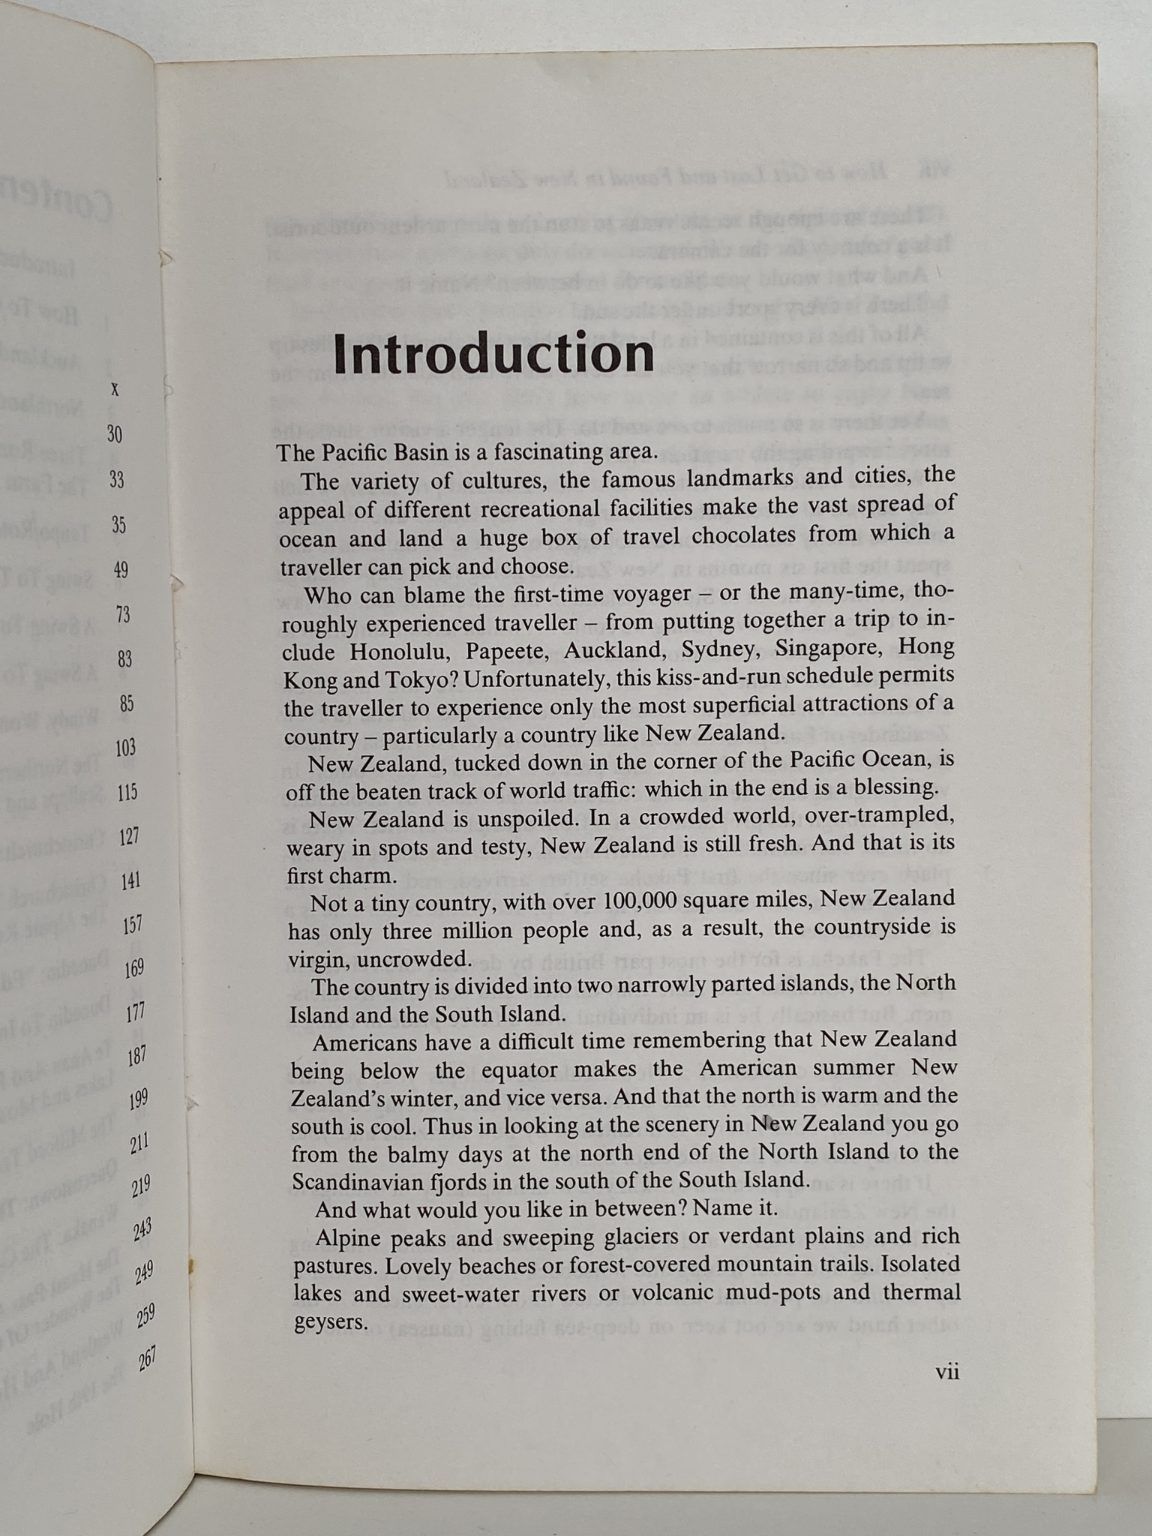 x
30
33
35
49
73
83
85
103
115
127
141
157
169
177
187
199
211
219
243
249
259
267
Introduction
The Pacific Basin is a fascinating area.
The variety of cultures, the famous landmarks and cities, the
appeal of different recreational facilities make the vast spread of
ocean and land a huge box of travel chocolates from which a
traveller can pick and choose.
Who can blame the first-time voyager – or the many-time, tho-
roughly experienced traveller – from putting together a trip to in-
clude Honolulu, Papeete, Auckland, Sydney, Singapore, Hong
Kong and Tokyo? Unfortunately, this kiss-and-run schedule permits
the traveller to experience only the most superficial attractions of a
country – particularly a country like New Zealand.
New Zealand, tucked down in the corner of the Pacific Ocean, is
off the beaten track of world traffic: which in the end is a blessing.
New Zealand is unspoiled. In a crowded world, over-trampled,
weary in spots and testy, New Zealand is still fresh. And that is its
first charm.
Not a tiny country, with over 100,000 square miles, New Zealand
has only three million people and, as a result, the countryside is
virgin, uncrowded.
The country is divided into two narrowly parted islands, the North
Island and the South Island.
Americans have a difficult time remembering that New Zealand
being below the equator makes the American summer New
Zealand's winter, and vice versa. And that the north is warm and the
south is cool. Thus in looking at the scenery in New Zealand you go
from the balmy days at the north end of the North Island to the
Scandinavian fjords in the south of the South Island.
And what would you like in between? Name it.
Alpine peaks and sweeping glaciers or verdant plains and rich
pastures. Lovely beaches or forest-covered mountain trails. Isolated
lakes and sweet-water rivers or volcanic mud-pots and thermal
geysers.
vii